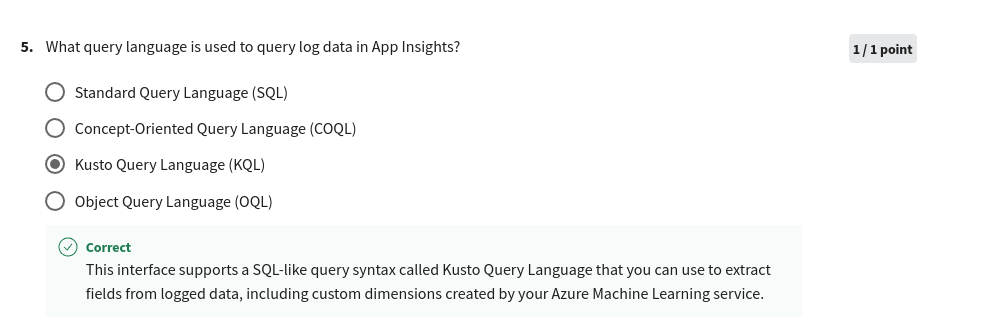 5. What query language is used to query log data in App Insights?
1 / 1 point
Standard Query Language (SQL)
Concept-Oriented Query Language (COQL)
Kusto Query Language (KQL)
Object Query Language (OQL)
Correct
This interface supports a SQL-like query syntax called Kusto Query Language that you can use to extract
fields from logged data, including custom dimensions created by your Azure Machine Learning service.